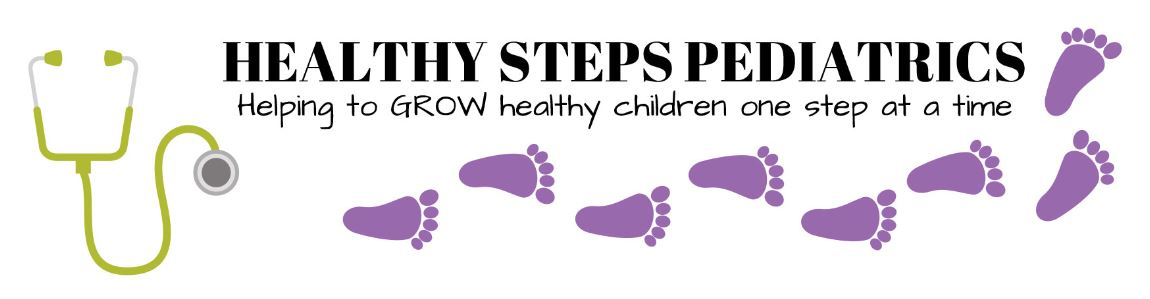 HEALTHY STEPS PEDIATRICS
Helping to GROW healthy children one step at a time